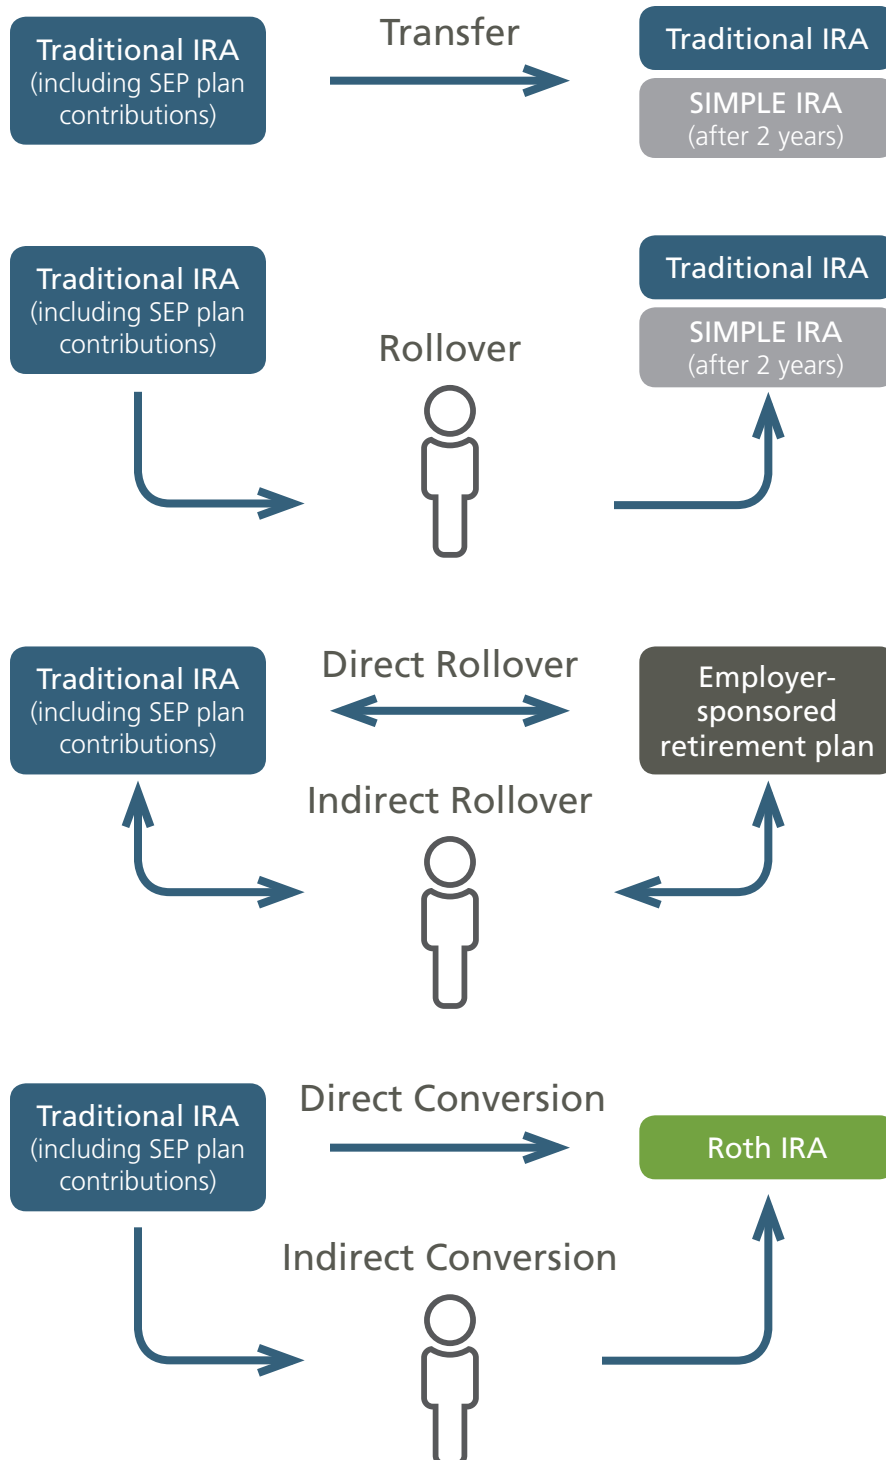 Traditional IRA
(including SEP plan
contributions)
Transfer
Traditional IRA
SIMPLE IRA
(after 2 years)
Traditional IRA
(including SEP plan
contributions)
Rollover
Traditional IRA
SIMPLE IRA
(after 2 years)
Traditional IRA
(including SEP plan
contributions)
Direct Rollover
Indirect Rollover
Employer-
sponsored
retirement plan
Traditional IRA
(including SEP plan
contributions)
Direct Conversion
Indirect Conversion
Roth IRA